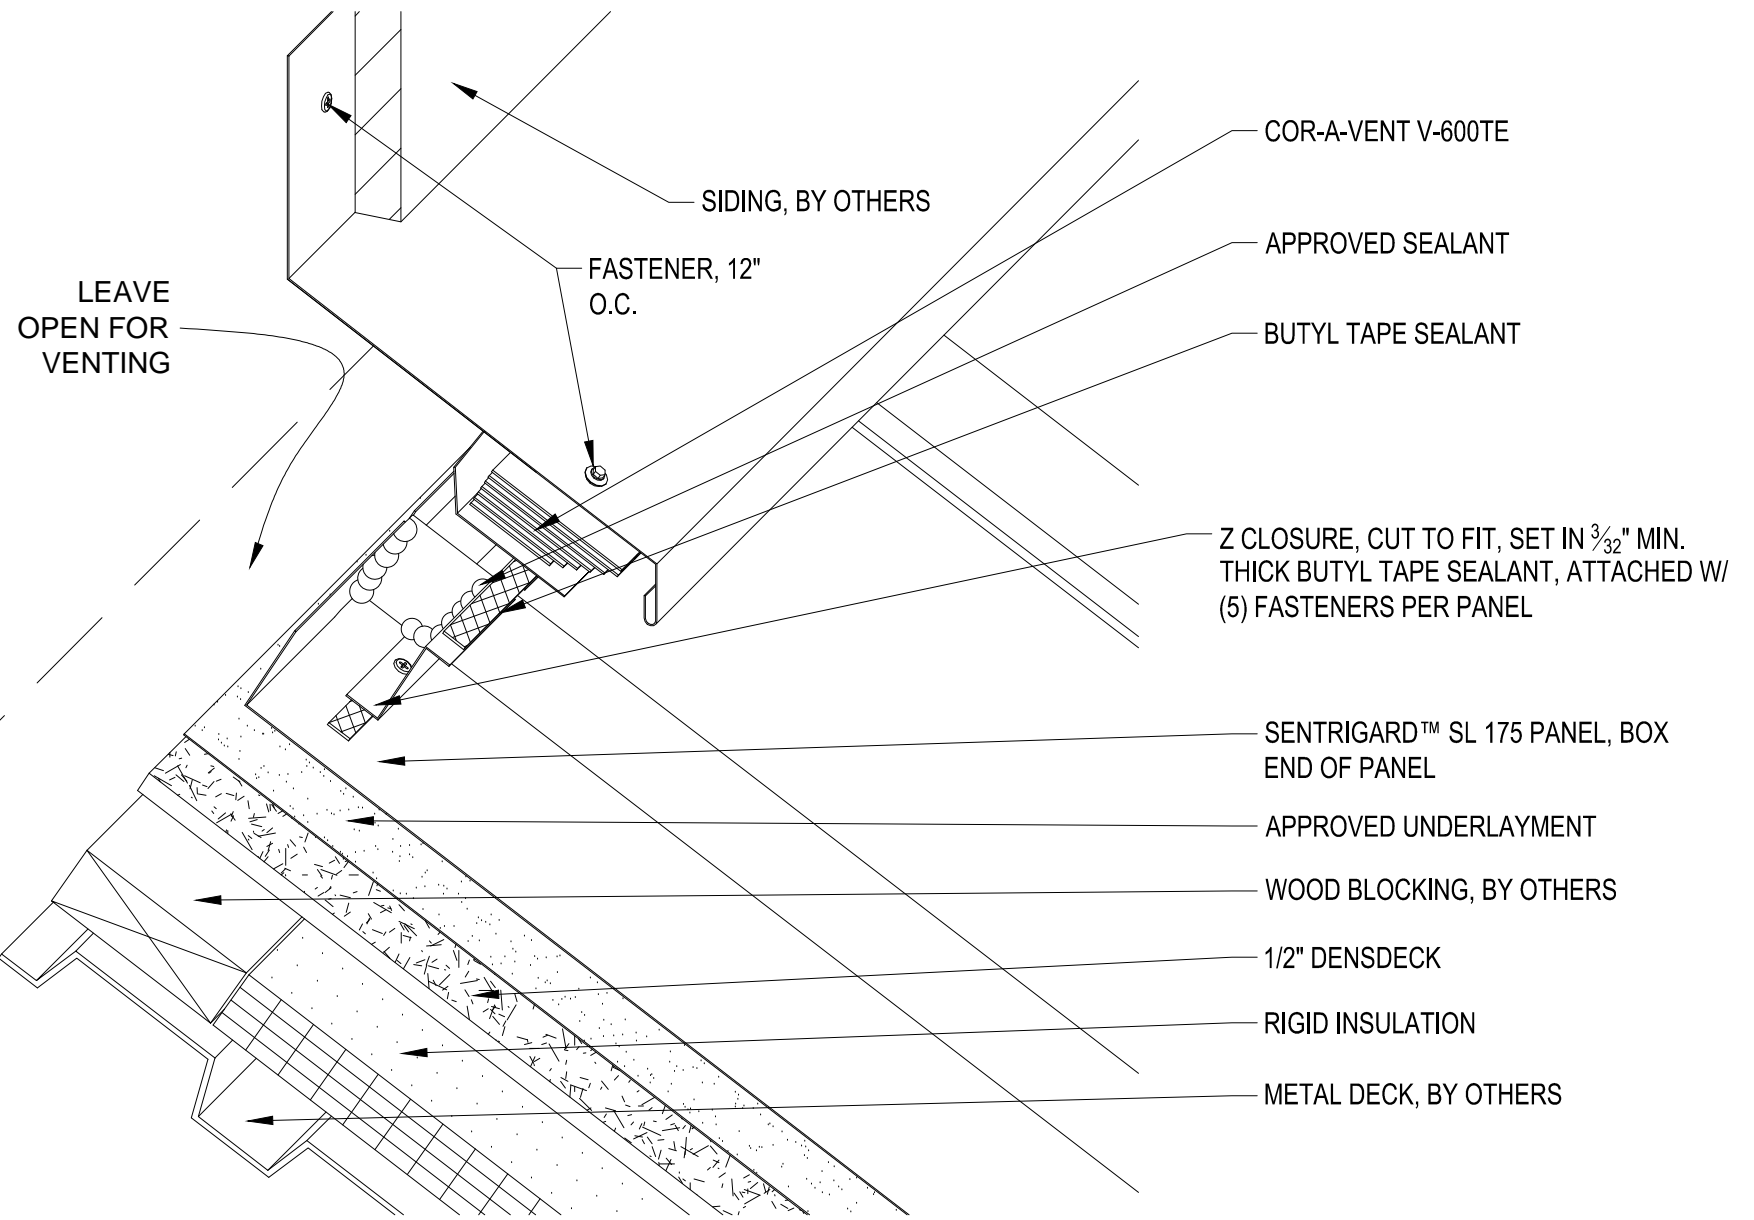 COR-A-VENT V-600TE
SIDING, BY OTHERS
APPROVED SEALANT
FASTENER, 12"
O.C.
LEAVE
OPEN FOR
VENTING
BUTYL TAPE SEALANT
Z CLOSURE, CUT TO FIT, SET IN 3⁄32" MIN.
THICK BUTYL TAPE SEALANT, ATTACHED W/
(5) FASTENERS PER PANEL
SENTRIGARD™ SL 175 PANEL, BOX
END OF PANEL
APPROVED UNDERLAYMENT
WOOD BLOCKING, BY OTHERS
1/2" DENSDECK
RIGID INSULATION
METAL DECK, BY OTHERS